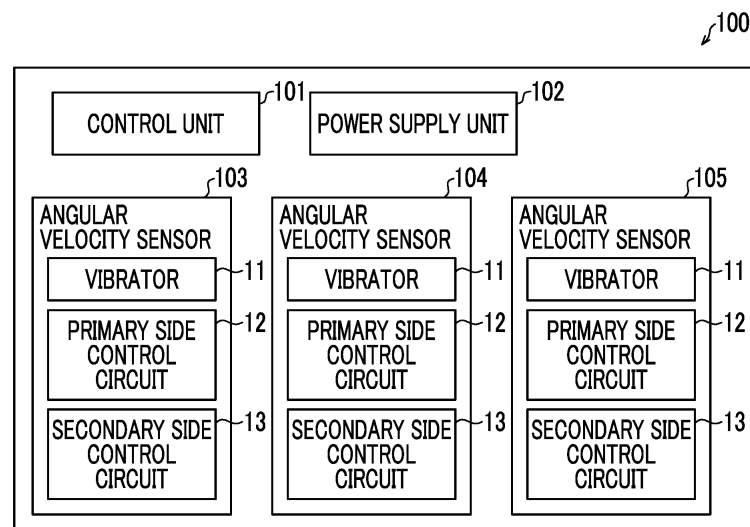 100
101
102
CONTROL UNIT
POWER SUPPLY UNIT
103
104
105
ANGULAR
VELOCITY SENSOR
VIBRATOR
11
PRIMARY SIDE
CONTROL
CIRCUIT
12
SECONDARY SIDE
CONTROL
CIRCUIT
13
ANGULAR
VELOCITY SENSOR
VIBRATOR
11
PRIMARY SIDE
CONTROL
CIRCUIT
12
SECONDARY SIDE
CONTROL
CIRCUIT
13
ANGULAR
VELOCITY SENSOR
VIBRATOR
11
PRIMARY SIDE
CONTROL
CIRCUIT
12
SECONDARY SIDE
CONTROL
CIRCUIT
13